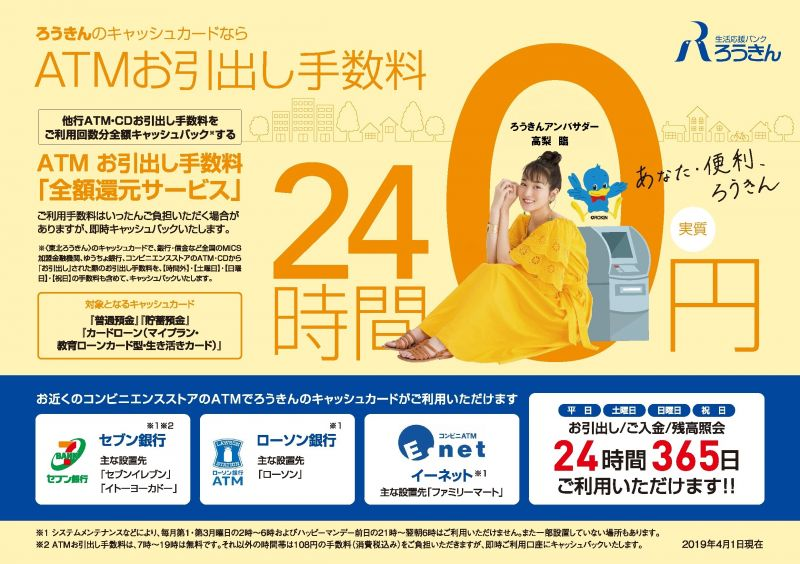 ろうきんのキャッシュカードなら
ATMお引出し手数料
生活応援バンク
ろうきん
他行ATM・CDお引出し手数料を
ご利用回数分全額キャッシュバック※する
ATM お引出し手数料
「全額還元サービス」
ご利用手数料はいったんご負担いただく場合が
ありますが、即時キャッシュバックいたします。
※〈東北ろうきん〉のキャッシュカードで、銀行・信金など全国のMICS
加盟金融機関、ゆうちょ銀行、コンビニエンスストアのATM・CDから
「お引出し」された際のお引出し手数料を、【時間外】・【土曜日】・【日曜
日】・【祝日】の手数料も含めて、キャッシュバックいたします。
対象となるキャッシュカード
『普通預金』『貯蓄預金』
『カードローン(マイプラン・
教育ローンカード型・生き活きカード)』
24
時間
0
実質
円
ろうきんアンバサダー
高梨 臨
あなた・便利、
ろうきん
©ROKIN
お近くのコンビニエンスストアのATMでろうきんのキャッシュカードがご利用いただけます
7
BANK
セブン銀行
※1※2
セブン銀行
主な設置先
「セブンイレブン」
「イトーヨーカドー」
LAWSON
ローソン銀行
ATM
※1
ローソン銀行
主な設置先
「ローソン」
コンビニATM
E net
イーネット※1
主な設置先「ファミリーマート」
平 日 土曜日 日曜日 祝 日
お引出し/ご入金/残高照会
24時間365日
ご利用いただけます!!
※1 システムメンテナンスなどにより、毎月第1・第3月曜日の2時〜6時およびハッピーマンデー前日の21時〜翌朝6時はご利用いただけません。また一部設置していない場所もあります。
※2 ATMお引出し手数料は、7時〜19時は無料です。それ以外の時間帯は108円の手数料(消費税込み)をご負担いただきますが、即時ご利用口座にキャッシュバックいたします。
2019年4月1日現在